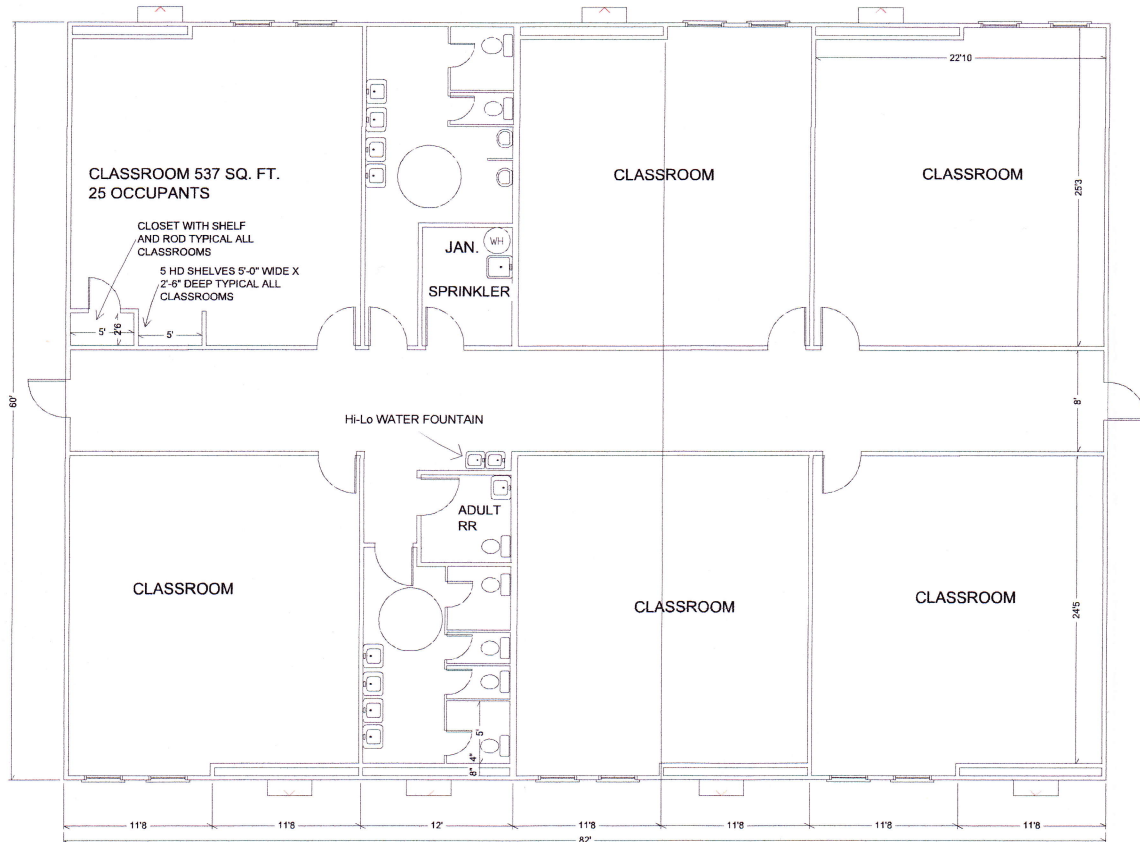 22'10
CLASSROOM 537 SQ. FT.
25 OCCUPANTS
CLASSROOM
CLASSROOM
25'3
CLOSET WITH SHELF
AND ROD TYPICAL ALL
CLASSROOMS
5 HD SHELVES 5'-0" WIDE X
2'-6" DEEP TYPICAL ALL
CLASSROOMS
JAN.
WH
SPRINKLER
5'
2'6
5'
60'
8'
Hi-Lo WATER FOUNTAIN
ADULT
RR
CLASSROOM
CLASSROOM
CLASSROOM
24'5
5'
4"
8"
11'8
11'8
12'
11'8
11'8
11'8
11'8
82'